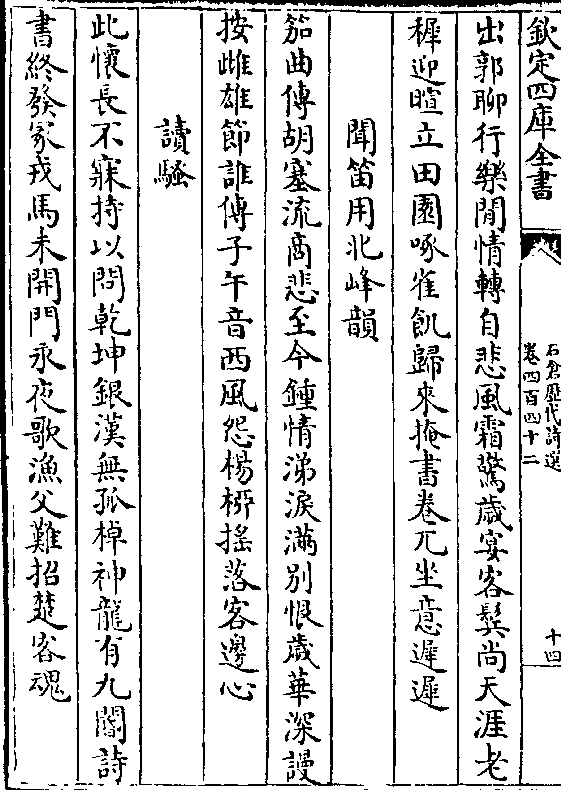 欽定四庫全書
石倉歷代詩選
卷四百四十二
十四
出郭聊行樂閒情轉自悲風霜驚歲宴客鬓尚天涯老
穉迎暄立田園啄雀飢歸來掩書卷兀坐意遲遲
聞笛用北峰韻
笳曲傳胡塞流商悲至今鍾情涕淚滿別恨歲華深謾
按雌雄節誰傳子午音西風怨楊栁搖落客邊心
讀騷
此懷長不寐持以問乾坤銀漢無孤棹神龍有九閽詩
書終發冢戎馬未開門永夜歌漁父難招楚客魂